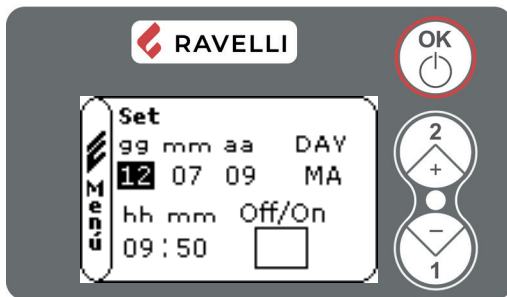 RAVELLI
OK
Set
gg mm aa DAY
12 07 09 MA
hh mm Off/On
09:50
Menú
2
+
-
1